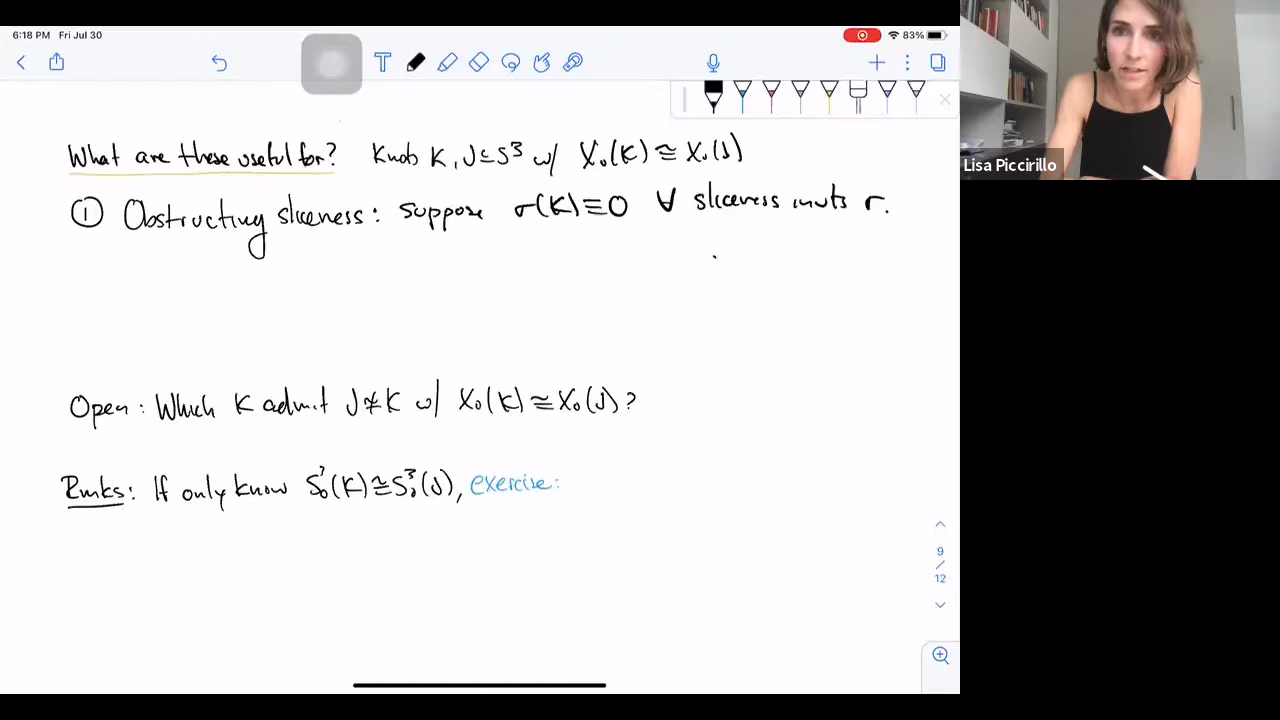 6:18 PM Fri Jul 30
83%
What are these useful for? Knots K, J ⊆ S³ w/ X₀(K) ≅ X₀(J)
① Obstructing sliceness: suppose σ(K) ≡ 0 ∀ sliceness invts σ.
Lisa Piccirillo
Open: Which K admit J ≄ K w/ X₀(K) ≅ X₀(J)?
Rmks: If only know S³₀(K) ≅ S³₀(J), exercise:
9
/
12